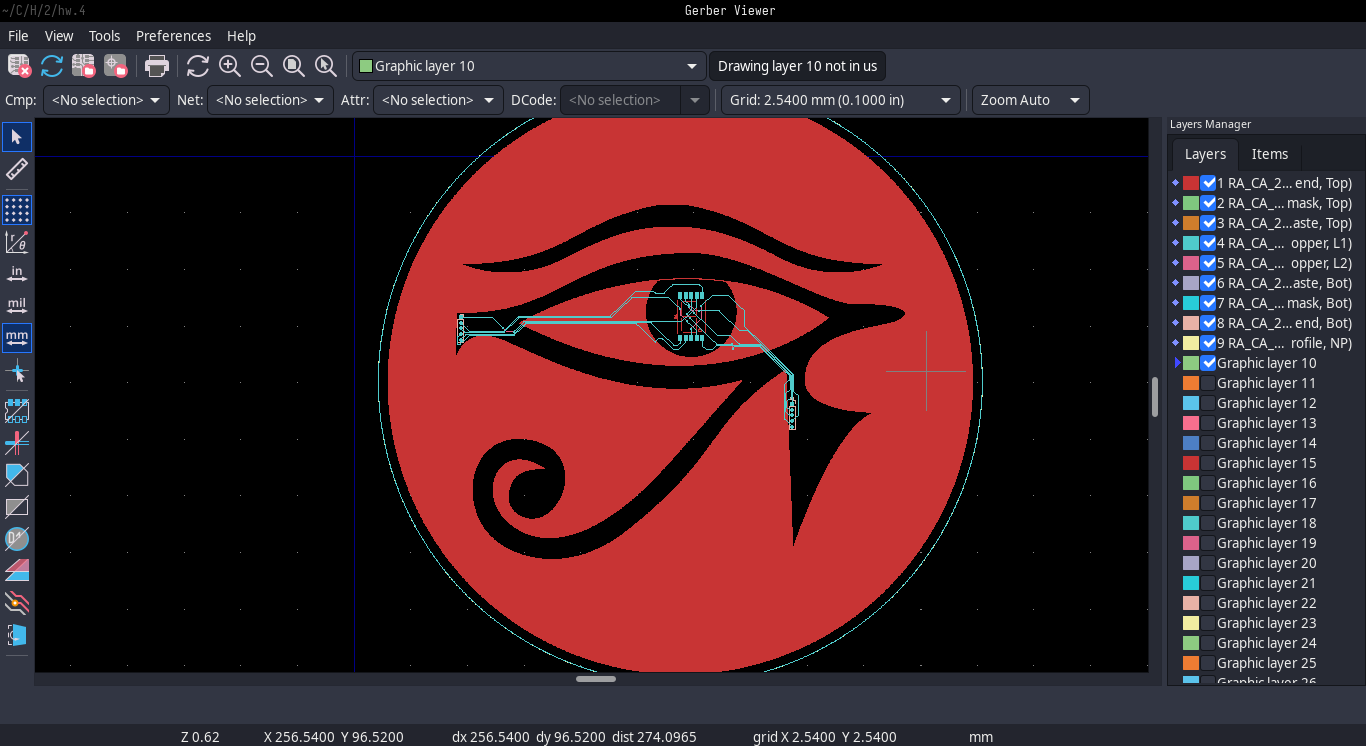 ~/C/H/2/hw.4
Gerber Viewer
File View Tools Preferences Help
Graphic layer 10
Drawing layer 10 not in us
Cmp: <No selection> Net: <No selection> Attr: <No selection> DCode: <No selection> Grid: 2.5400 mm (0.1000 in) Zoom Auto
Layers Manager
Layers Items
1 RA_CA_2... end, Top)
2 RA_CA_... mask, Top)
3 RA_CA_2...aste, Top)
4 RA_CA_... opper, L1)
5 RA_CA_... opper, L2)
6 RA_CA_2...aste, Bot)
7 RA_CA_... mask, Bot)
8 RA_CA_2... end, Bot)
9 RA_CA_... rofile, NP)
Graphic layer 10
Graphic layer 11
Graphic layer 12
Graphic layer 13
Graphic layer 14
Graphic layer 15
Graphic layer 16
Graphic layer 17
Graphic layer 18
Graphic layer 19
Graphic layer 20
Graphic layer 21
Graphic layer 22
Graphic layer 23
Graphic layer 24
Graphic layer 25
Graphic layer 26
r/θ
in
mil
mm
Z 0.62 X 256.5400 Y 96.5200 dx 256.5400 dy 96.5200 dist 274.0965 grid X 2.5400 Y 2.5400 mm